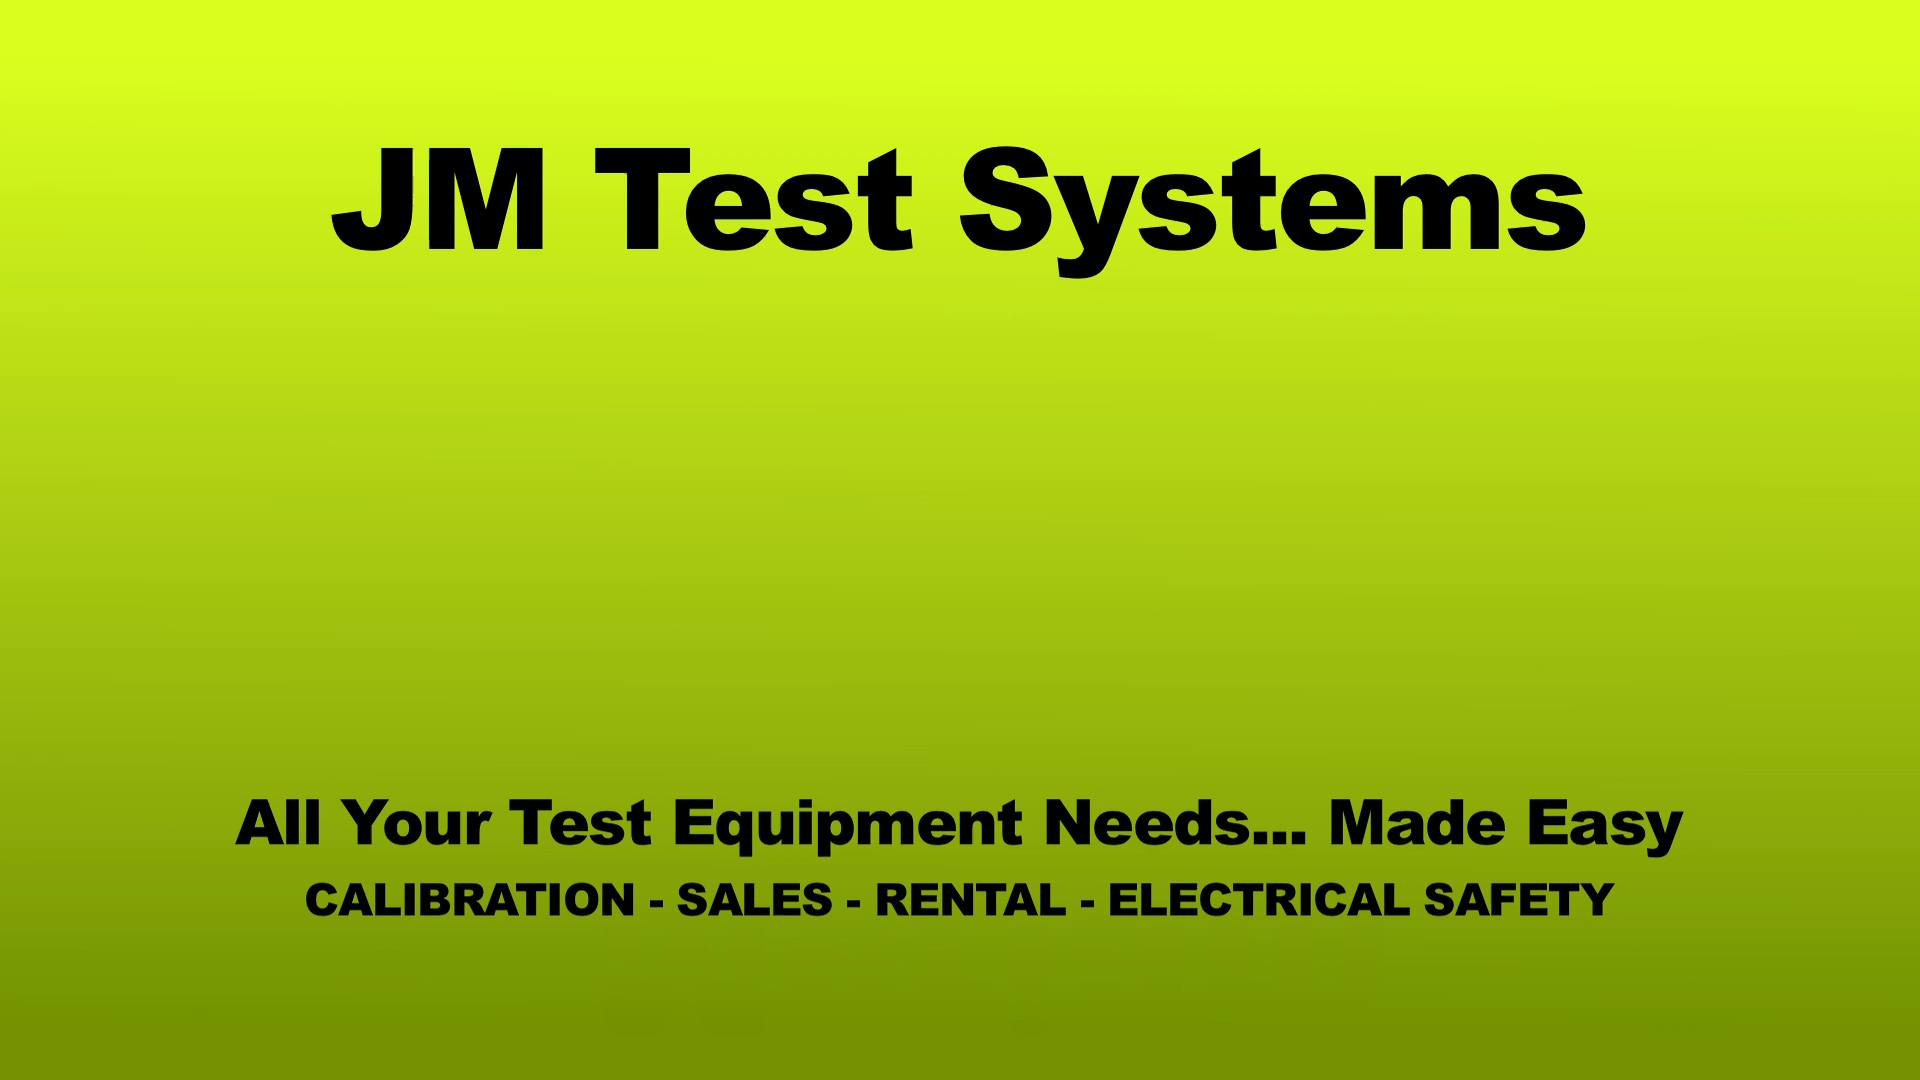 JM Test Systems
All Your Test Equipment Needs... Made Easy
CALIBRATION - SALES - RENTAL - ELECTRICAL SAFETY